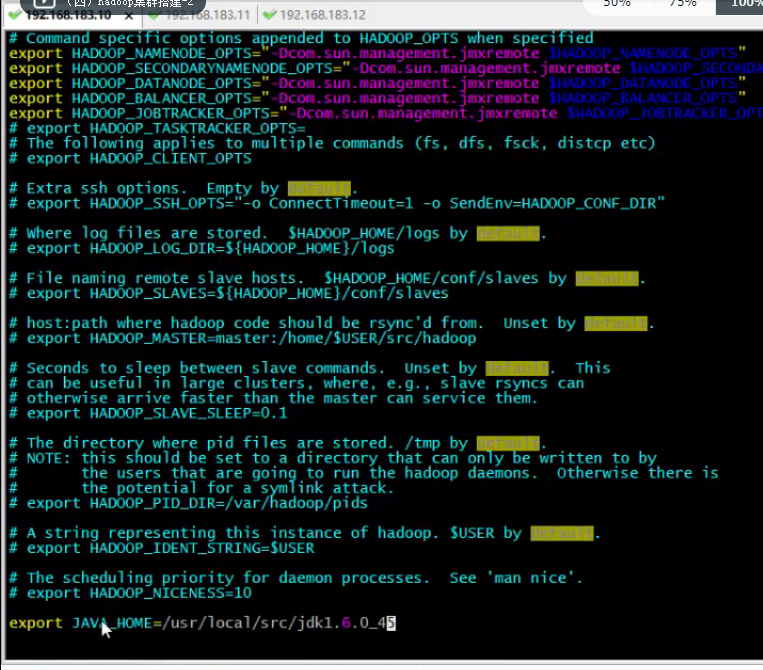 (四) hadoop集群搭建-2
50% 75% 100%
192.168.183.10 × 192.168.183.11 192.168.183.12
# Command specific options appended to HADOOP_OPTS when specified
export HADOOP_NAMENODE_OPTS="-Dcom.sun.management.jmxremote $HADOOP_NAMENODE_OPTS"
export HADOOP_SECONDARYNAMENODE_OPTS="-Dcom.sun.management.jmxremote $HADOOP_SECONDA
export HADOOP_DATANODE_OPTS="-Dcom.sun.management.jmxremote $HADOOP_DATANODE_OPTS"
export HADOOP_BALANCER_OPTS="-Dcom.sun.management.jmxremote $HADOOP_BALANCER_OPTS"
export HADOOP_JOBTRACKER_OPTS="-Dcom.sun.management.jmxremote $HADOOP_JOBTRACKER_OPT
# export HADOOP_TASKTRACKER_OPTS=
# The following applies to multiple commands (fs, dfs, fsck, distcp etc)
# export HADOOP_CLIENT_OPTS
# Extra ssh options.  Empty by default.
# export HADOOP_SSH_OPTS="-o ConnectTimeout=1 -o SendEnv=HADOOP_CONF_DIR"
# Where log files are stored.  $HADOOP_HOME/logs by default.
# export HADOOP_LOG_DIR=${HADOOP_HOME}/logs
# File naming remote slave hosts.  $HADOOP_HOME/conf/slaves by default.
# export HADOOP_SLAVES=${HADOOP_HOME}/conf/slaves
# host:path where hadoop code should be rsync'd from.  Unset by default.
# export HADOOP_MASTER=master:/home/$USER/src/hadoop
# Seconds to sleep between slave commands.  Unset by default.  This
# can be useful in large clusters, where, e.g., slave rsyncs can
# otherwise arrive faster than the master can service them.
# export HADOOP_SLAVE_SLEEP=0.1
# The directory where pid files are stored. /tmp by default.
# NOTE: this should be set to a directory that can only be written to by
#       the users that are going to run the hadoop daemons.  Otherwise there is
#       the potential for a symlink attack.
# export HADOOP_PID_DIR=/var/hadoop/pids
# A string representing this instance of hadoop. $USER by default.
# export HADOOP_IDENT_STRING=$USER
# The scheduling priority for daemon processes.  See 'man nice'.
# export HADOOP_NICENESS=10
export JAVA_HOME=/usr/local/src/jdk1.6.0_45